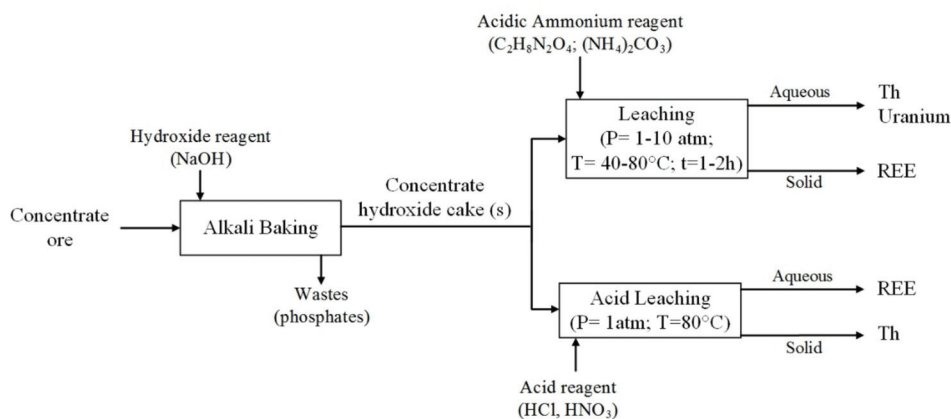 Acidic Ammonium reagent
(C₂H₈N₂O₄; (NH₄)₂CO₃)
Hydroxide reagent
(NaOH)
Concentrate
ore
Alkali Baking
Wastes
(phosphates)
Concentrate
hydroxide cake (s)
Leaching
(P= 1-10 atm;
T= 40-80°C; t=1-2h)
Aqueous
Th
Uranium
Solid
REE
Acid Leaching
(P= 1atm; T=80°C)
Aqueous
REE
Solid
Th
Acid reagent
(HCl, HNO₃)